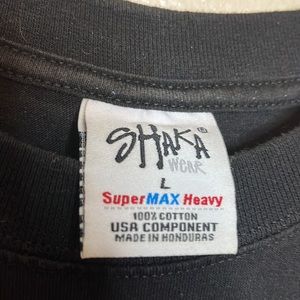 SHAKA®
WEAR
L
SuperMAX Heavy
100% COTTON
USA COMPONENT
MADE IN HONDURAS